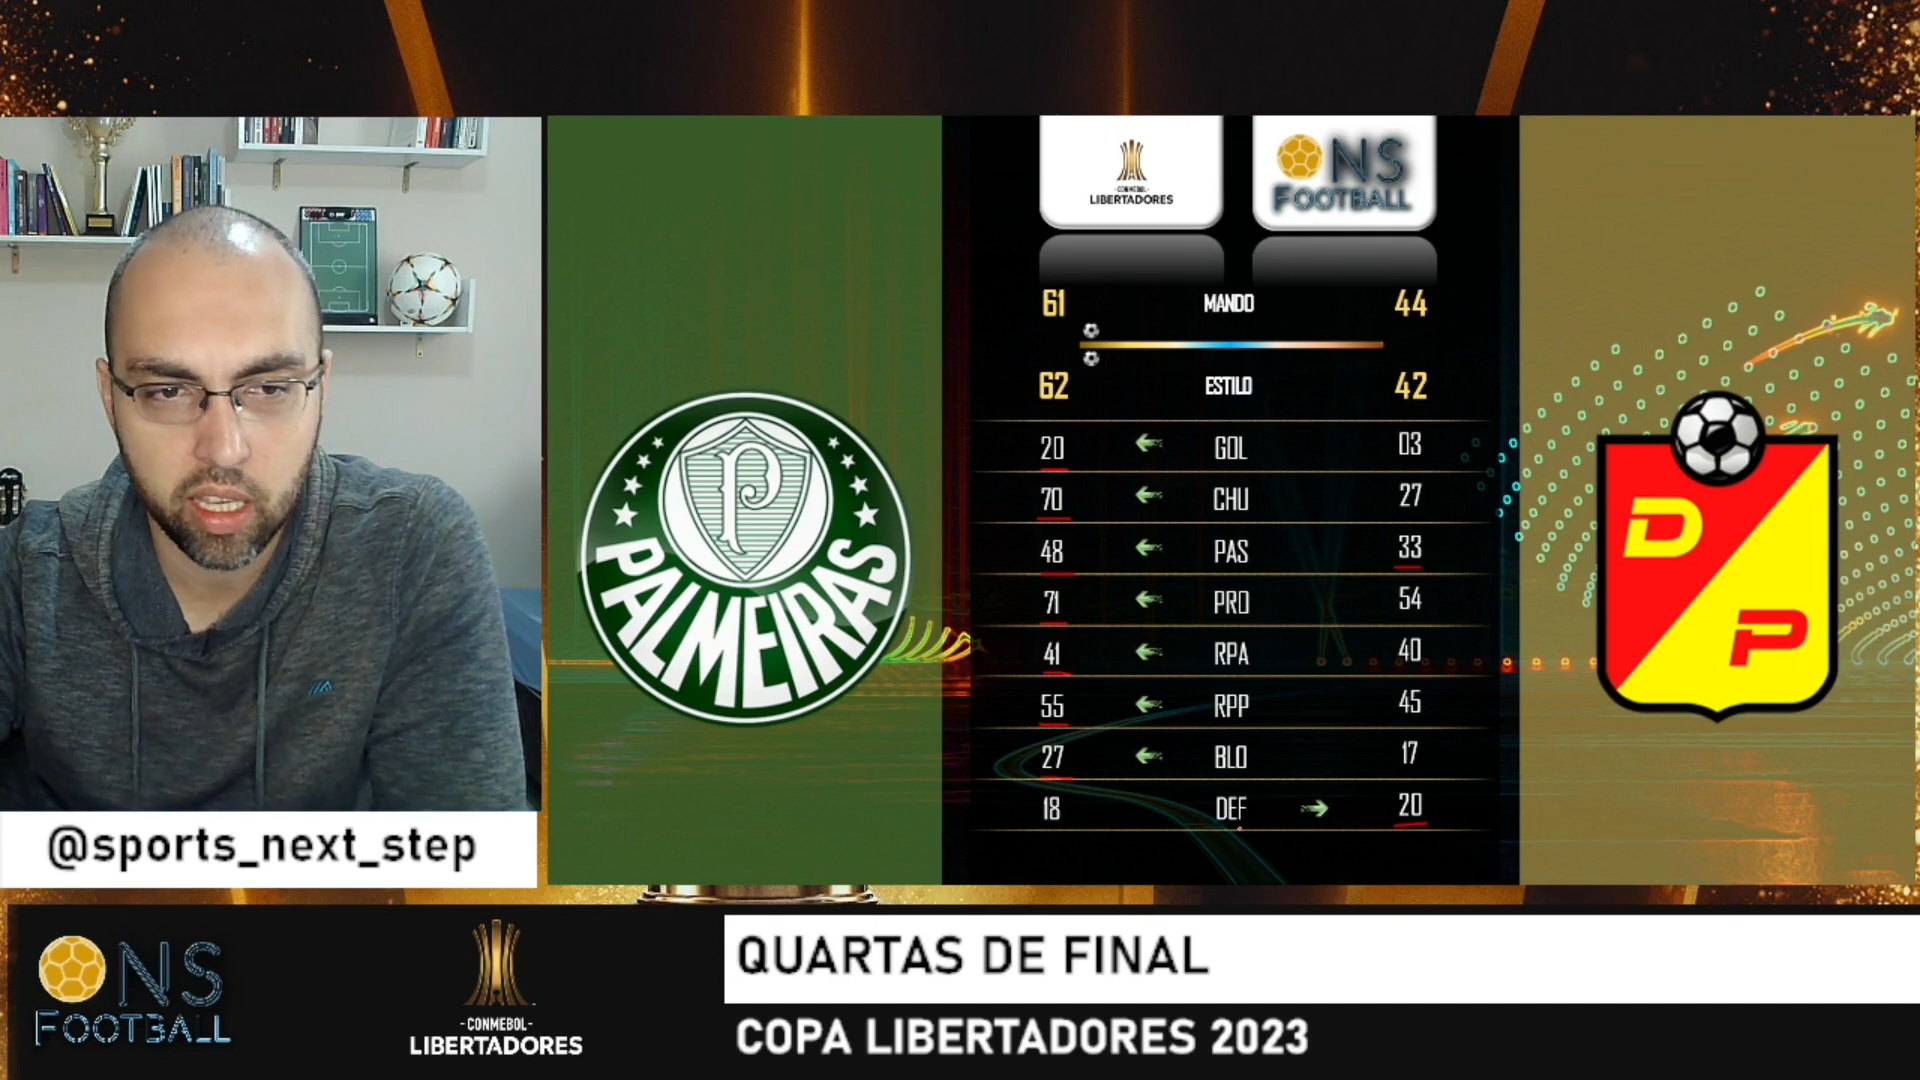 CONMEBOL
LIBERTADORES
NS
FOOTBALL
61 MANDO 44
62 ESTILO 42
20 GOL 03
70 CHU 27
48 PAS 33
71 PRO 54
41 RPA 40
55 RPP 45
27 BLO 17
18 DEF 20
P
PALMEIRAS
D
P
@sports_next_step
NS
FOOTBALL
-CONMEBOL-
LIBERTADORES
QUARTAS DE FINAL
COPA LIBERTADORES 2023